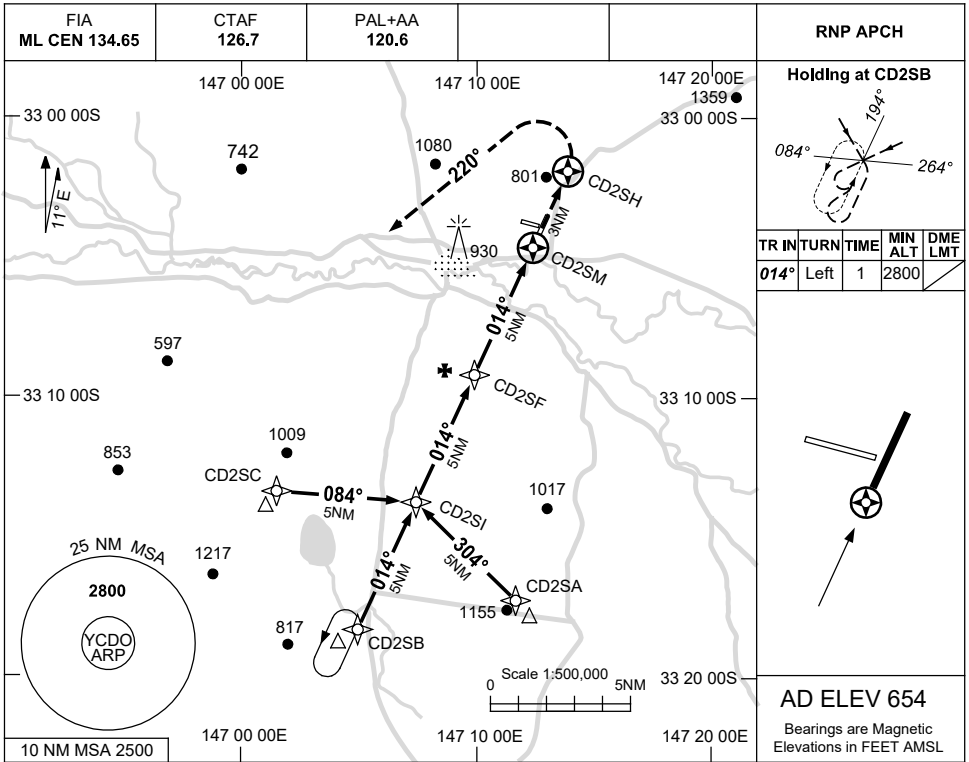 FIA
ML CEN 134.65
CTAF
126.7
PAL+AA
120.6
RNP APCH
147 00 00E
147 10 00E
147 20 00E
1359
33 00 00S
33 00 00S
11° E
742
1080
220°
801
CD2SH
3NM
930
CD2SM
014°
5NM
597
33 10 00S
33 10 00S
CD2SF
014°
5NM
853
1009
CD2SC
084°
5NM
CD2SI
1017
304°
5NM
25 NM MSA
2800
YCDO
ARP
1217
014°
5NM
CD2SA
1155
817
CD2SB
Scale 1:500,000
0
5NM
33 20 00S
10 NM MSA 2500
147 00 00E
147 10 00E
147 20 00E
Holding at CD2SB
194°
084°
264°
TR IN TURN TIME MIN ALT DME LMT
014° Left 1 2800
AD ELEV 654
Bearings are Magnetic
Elevations in FEET AMSL